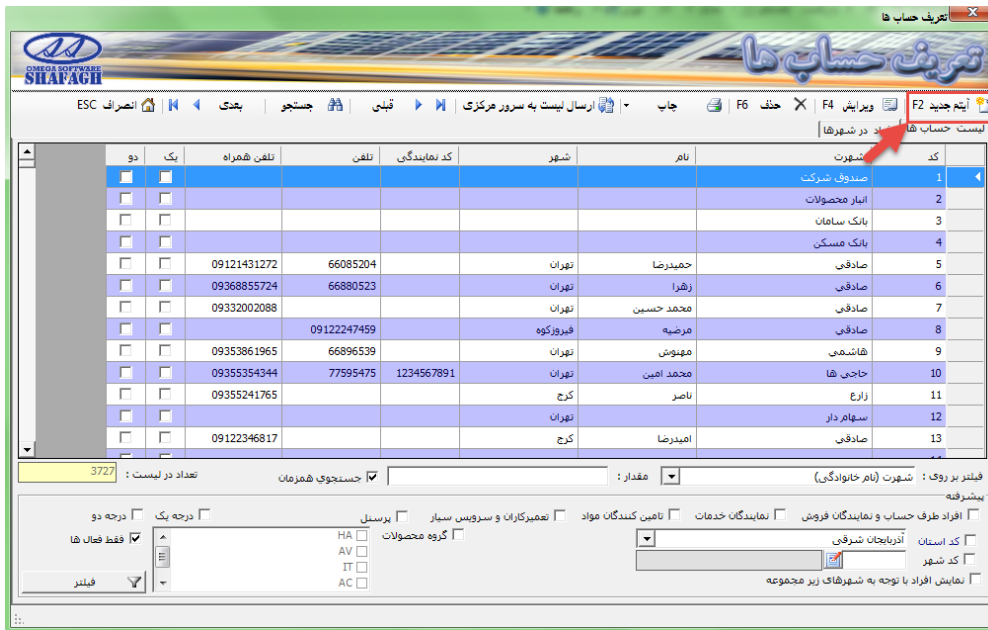 تعریف حساب ها
OMEGA SOFTWARE
SHAFAGH
تعریف حساب ها
آیتم جدید F2 ویرایش F4 حذف F6 چاپ ارسال لیست به سرور مرکزی قبلی جستجو بعدی انصراف ESC
لیست حساب ها در شهرها
کد شهرت نام شهر کد نمایندگی تلفن تلفن همراه یک دو
1 صندوق شرکت
2 انبار محصولات
3 بانک سامان
4 بانک مسکن
5 صادقی حمیدرضا تهران 66085204 09121431272
6 صادقی زهرا تهران 66880523 09368855724
7 صادقی محمد حسین تهران 09332002088
8 صادقی مرضیه فیروزکوه 09122247459
9 هاشمی مهنوش تهران 66896539 09353861965
10 حاجی ها محمد امین تهران 1234567891 77595475 09355354344
11 زارع ناصر کرج 09355241765
12 سهام دار تهران
13 صادقی امیدرضا کرج 09122346817
فیلتر بر روی : شهرت (نام خانوادگی) مقدار : جستجوی همزمان تعداد در لیست : 3727
پیشرفته
افراد طرف حساب و نمایندگان فروش نمایندگان خدمات تامین کنندگان مواد تعمیرکاران و سرویس سیار پرسنل درجه یک درجه دو
کد استان آذربایجان شرقی گروه محصولات HA فقط فعال ها
کد شهر AV
IT
نمایش افراد با توجه به شهرهای زیر مجموعه AC فیلتر